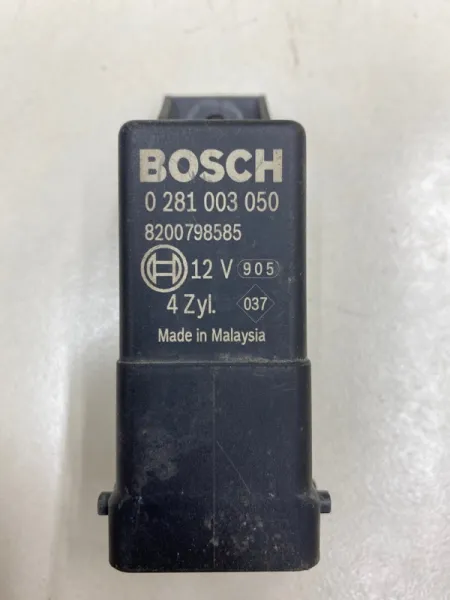 BOSCH
0 281 003 050
8200798585
12 V 905
4 Zyl. 037
Made in Malaysia